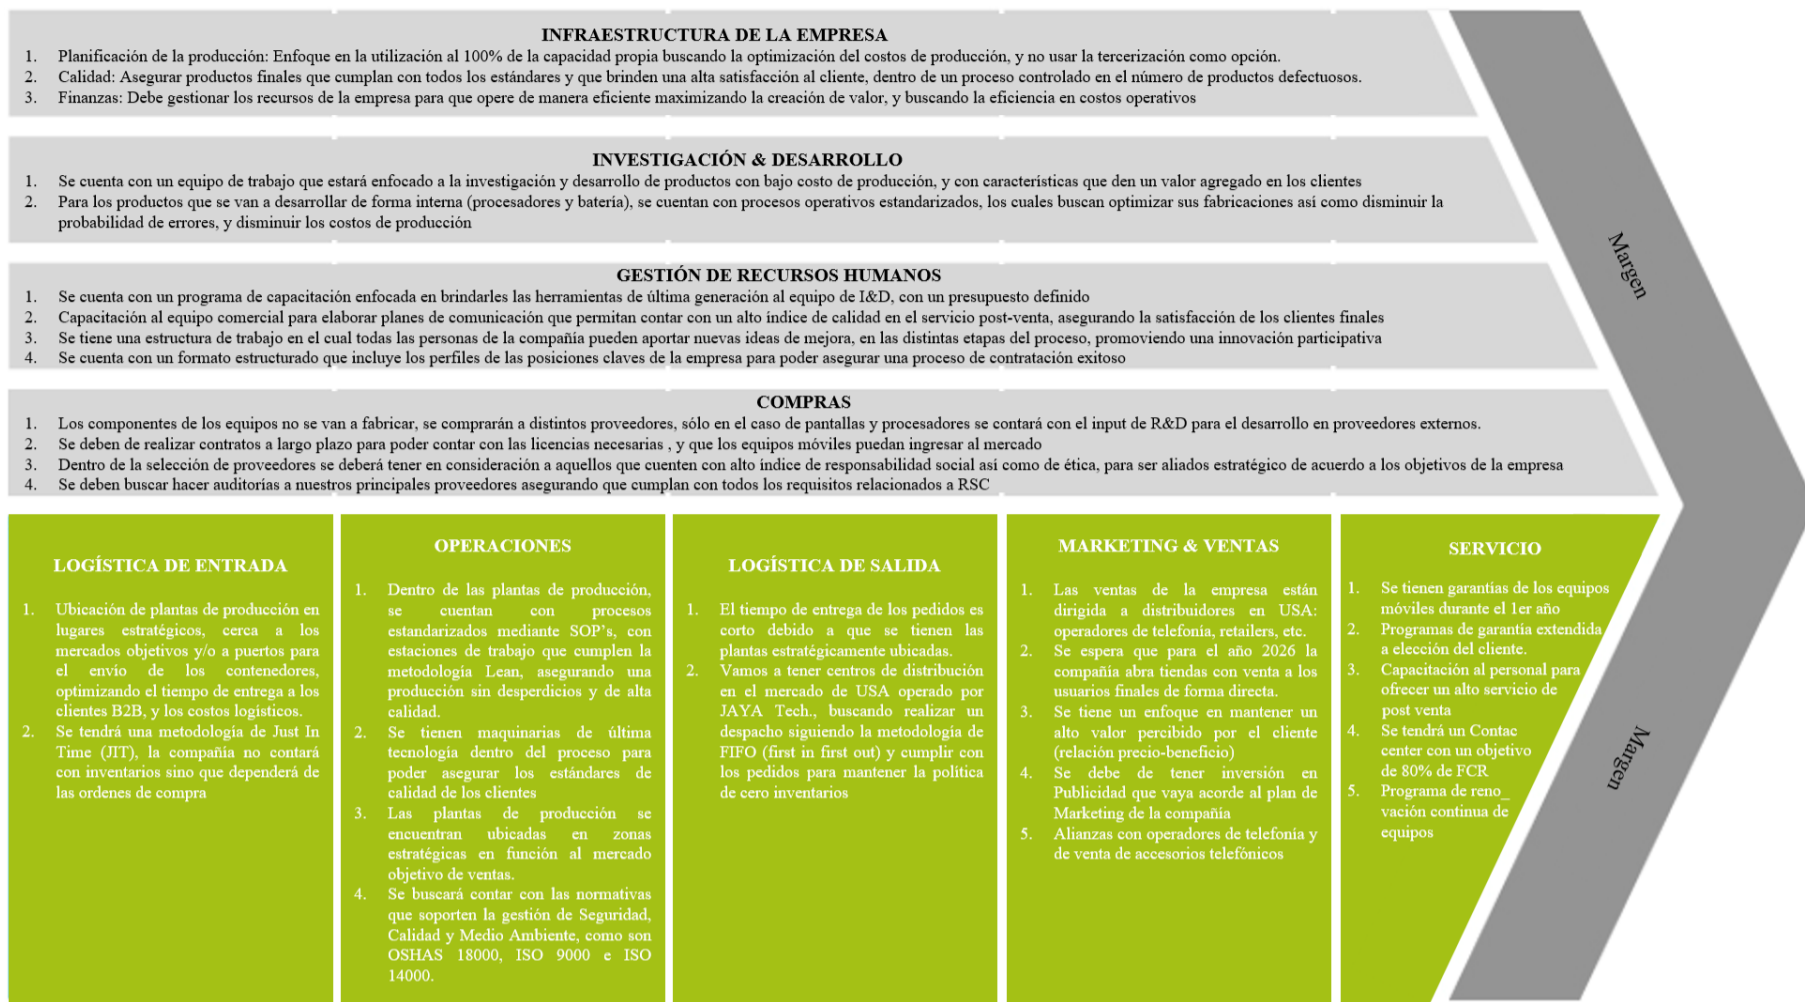 INFRAESTRUCTURA DE LA EMPRESA
1. Planificación de la producción: Enfoque en la utilización al 100% de la capacidad propia buscando la optimización del costos de producción, y no usar la tercerización como opción.
2. Calidad: Asegurar productos finales que cumplan con todos los estándares y que brinden una alta satisfacción al cliente, dentro de un proceso controlado en el número de productos defectuosos.
3. Finanzas: Debe gestionar los recursos de la empresa para que opere de manera eficiente maximizando la creación de valor, y buscando la eficiencia en costos operativos
INVESTIGACIÓN & DESARROLLO
1. Se cuenta con un equipo de trabajo que estará enfocado a la investigación y desarrollo de productos con bajo costo de producción, y con características que den un valor agregado en los clientes
2. Para los productos que se van a desarrollar de forma interna (procesadores y batería), se cuentan con procesos operativos estandarizados, los cuales buscan optimizar sus fabricaciones así como disminuir la
probabilidad de errores, y disminuir los costos de producción
GESTIÓN DE RECURSOS HUMANOS
1. Se cuenta con un programa de capacitación enfocada en brindarles las herramientas de última generación al equipo de I&D, con un presupuesto definido
2. Capacitación al equipo comercial para elaborar planes de comunicación que permitan contar con un alto índice de calidad en el servicio post-venta, asegurando la satisfacción de los clientes finales
3. Se tiene una estructura de trabajo en el cual todas las personas de la compañía pueden aportar nuevas ideas de mejora, en las distintas etapas del proceso, promoviendo una innovación participativa
4. Se cuenta con un formato estructurado que incluye los perfiles de las posiciones claves de la empresa para poder asegurar una proceso de contratación exitoso
COMPRAS
1. Los componentes de los equipos no se van a fabricar, se comprarán a distintos proveedores, sólo en el caso de pantallas y procesadores se contará con el input de R&D para el desarrollo en proveedores externos.
2. Se deben de realizar contratos a largo plazo para poder contar con las licencias necesarias , y que los equipos móviles puedan ingresar al mercado
3. Dentro de la selección de proveedores se deberá tener en consideración a aquellos que cuenten con alto índice de responsabilidad social así como de ética, para ser aliados estratégico de acuerdo a los objetivos de la empresa
4. Se deben buscar hacer auditorías a nuestros principales proveedores asegurando que cumplan con todos los requisitos relacionados a RSC
Margen
Margen
LOGÍSTICA DE ENTRADA
1. Ubicación de plantas de producción en
lugares estratégicos, cerca a los
mercados objetivos y/o a puertos para
el envío de los contenedores,
optimizando el tiempo de entrega a los
clientes B2B, y los costos logísticos.
2. Se tendrá una metodología de Just In
Time (JIT), la compañía no contará
con inventarios sino que dependerá de
las ordenes de compra
OPERACIONES
1. Dentro de las plantas de producción,
se cuentan con procesos
estandarizados mediante SOP's, con
estaciones de trabajo que cumplen la
metodología Lean, asegurando una
producción sin desperdicios y de alta
calidad.
2. Se tienen maquinarias de última
tecnología dentro del proceso para
poder asegurar los estándares de
calidad de los clientes
3. Las plantas de producción se
encuentran ubicadas en zonas
estratégicas en función al mercado
objetivo de ventas.
4. Se buscará contar con las normativas
que soporten la gestión de Seguridad,
Calidad y Medio Ambiente, como son
OSHAS 18000, ISO 9000 e ISO
14000.
LOGÍSTICA DE SALIDA
1. El tiempo de entrega de los pedidos es
corto debido a que se tienen las
plantas estratégicamente ubicadas.
2. Vamos a tener centros de distribución
en el mercado de USA operado por
JAYA Tech., buscando realizar un
despacho siguiendo la metodología de
FIFO (first in first out) y cumplir con
los pedidos para mantener la política
de cero inventarios
MARKETING & VENTAS
1. Las ventas de la empresa están
dirigida a distribuidores en USA:
operadores de telefonía, retailers, etc.
2. Se espera que para el año 2026 la
compañía abra tiendas con venta a los
usuarios finales de forma directa.
3. Se tiene un enfoque en mantener un
alto valor percibido por el cliente
(relación precio-beneficio)
4. Se debe de tener inversión en
Publicidad que vaya acorde al plan de
Marketing de la compañía
5. Alianzas con operadores de telefonía y
de venta de accesorios telefónicos
SERVICIO
1. Se tienen garantías de los equipos
móviles durante el 1er año
2. Programas de garantía extendida
a elección del cliente.
3. Capacitación al personal para
ofrecer un alto servicio de
post venta
4. Se tendrá un Contac
center con un objetivo
de 80% de FCR
5. Programa de reno_
vación continua de
equipos